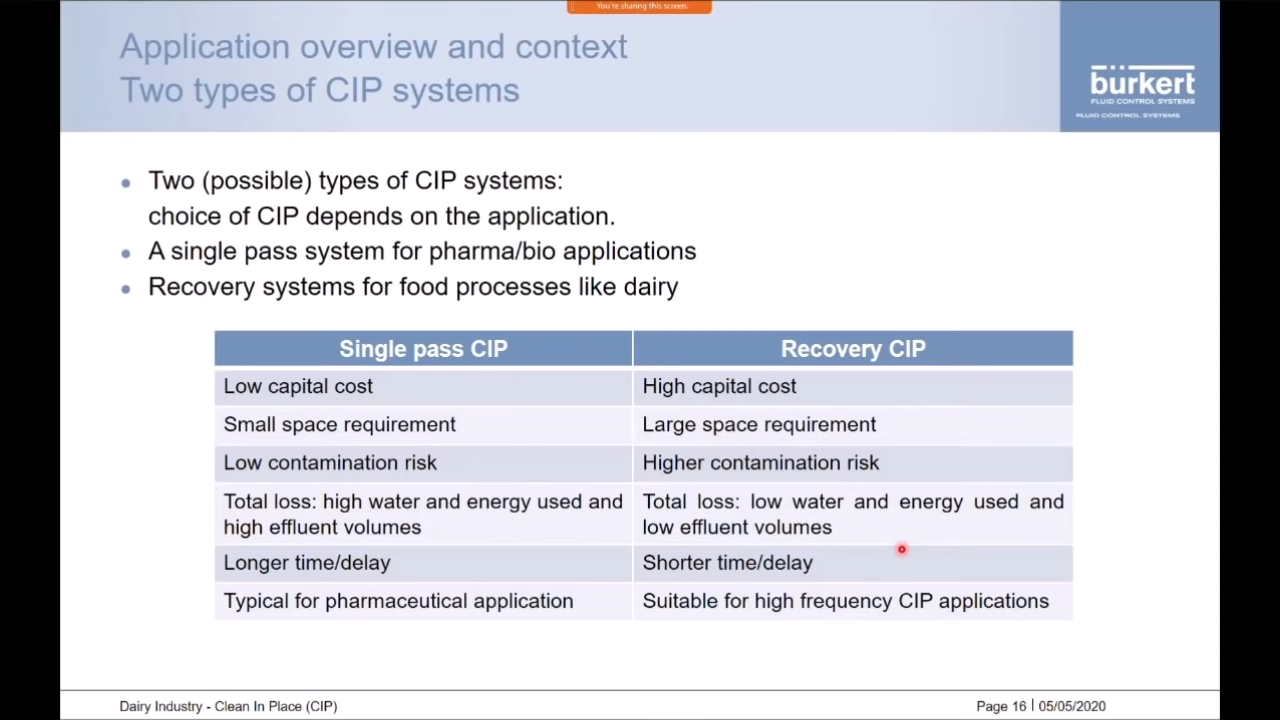 You're sharing this screen.
Application overview and context
Two types of CIP systems
bürkert
FLUID CONTROL SYSTEMS
FLUID CONTROL SYSTEMS
Two (possible) types of CIP systems:
choice of CIP depends on the application.
A single pass system for pharma/bio applications
Recovery systems for food processes like dairy
Single pass CIP
Recovery CIP
Low capital cost
High capital cost
Small space requirement
Large space requirement
Low contamination risk
Higher contamination risk
Total loss: high water and energy used and
high effluent volumes
Total loss: low water and energy used and
low effluent volumes
Longer time/delay
Shorter time/delay
Typical for pharmaceutical application
Suitable for high frequency CIP applications
Dairy Industry - Clean In Place (CIP)
Page 16 | 05/05/2020